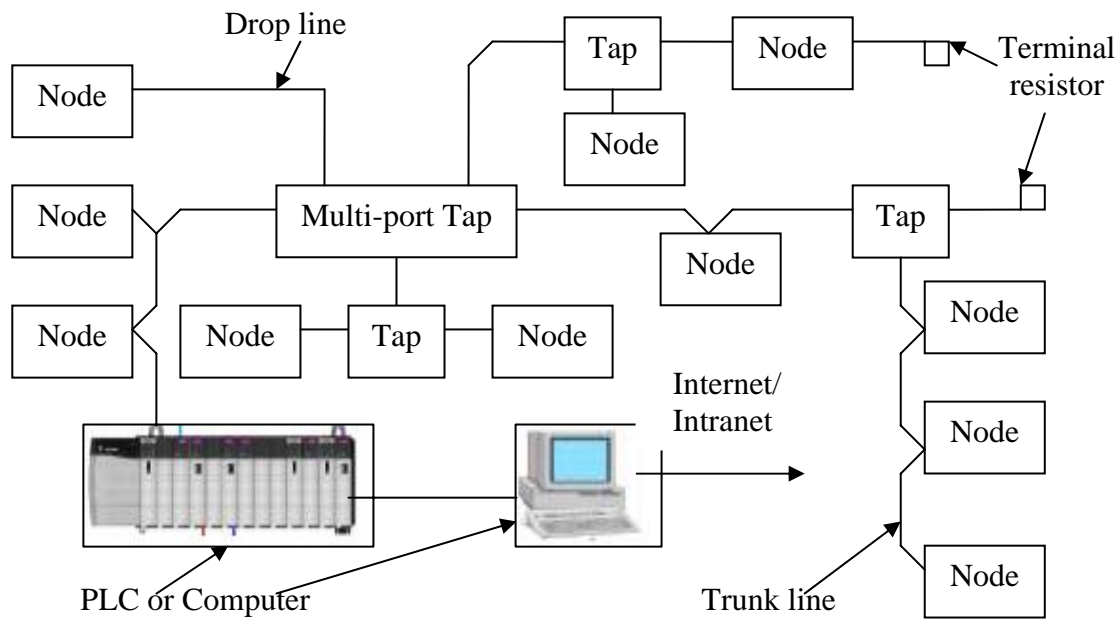 Drop line
Tap
Node
Terminal
resistor
Node
Node
Node
Multi-port Tap
Tap
Node
Node
Node
Tap
Node
Node
Internet/
Intranet
Node
Node
PLC or Computer
Trunk line